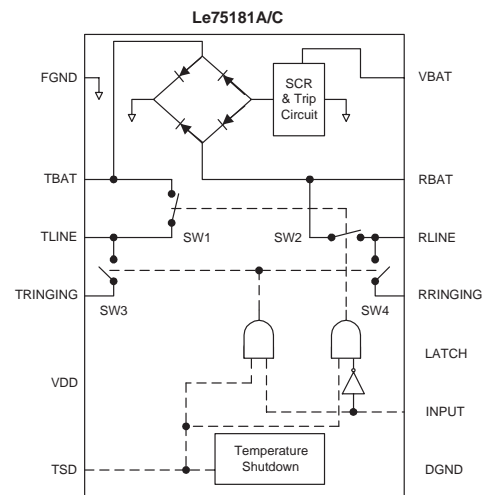 Le75181A/C
FGND
SCR
& Trip
Circuit
VBAT
TBAT
RBAT
TLINE
SW1
SW2
RLINE
TRINGING
SW3
SW4
RRINGING
LATCH
VDD
INPUT
TSD
Temperature
Shutdown
DGND